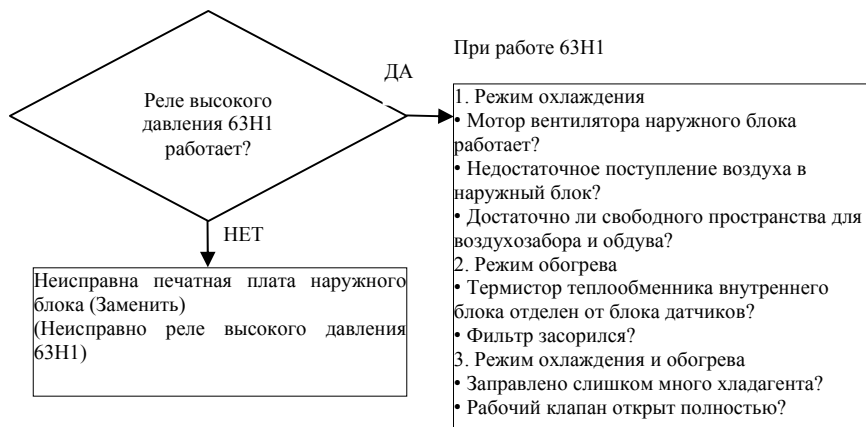 Реле высокого
давления 63Н1
работает?
ДА
НЕТ
Неисправна печатная плата наружного
блока (Заменить)
(Неисправно реле высокого давления
63Н1)
При работе 63Н1
1. Режим охлаждения
• Мотор вентилятора наружного блока
работает?
• Недостаточное поступление воздуха в
наружный блок?
• Достаточно ли свободного пространства для
воздухозабора и обдува?
2. Режим обогрева
• Термистор теплообменника внутреннего
блока отделен от блока датчиков?
• Фильтр засорился?
3. Режим охлаждения и обогрева
• Заправлено слишком много хладагента?
• Рабочий клапан открыт полностью?